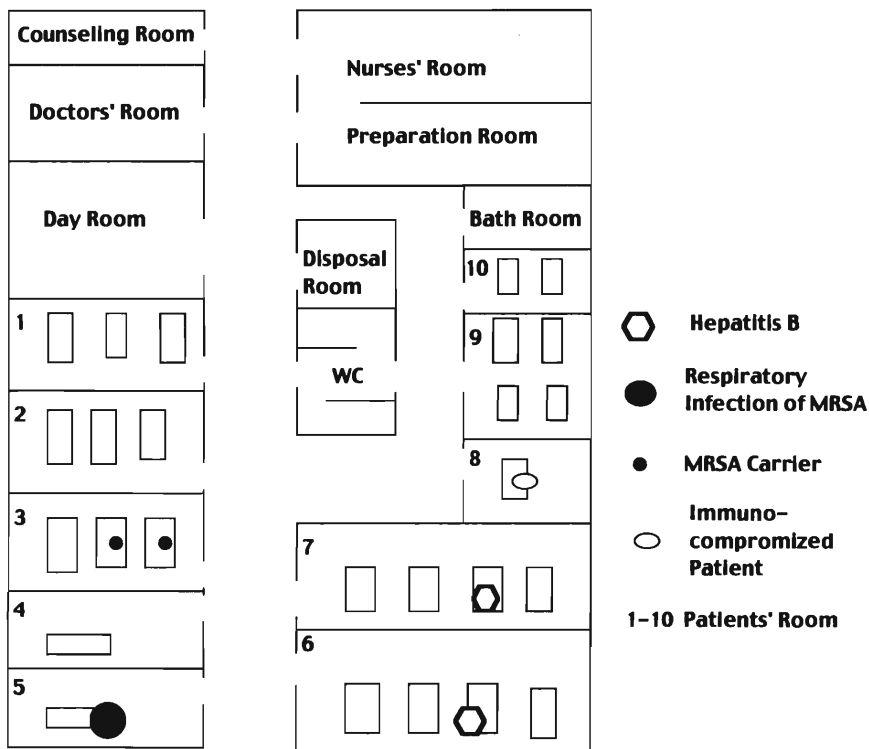 Counseling Room
Doctors' Room
Day Room
1
2
3
4
5
Nurses' Room
Preparation Room
Disposal
Room
WC
Bath Room
10
9
8
7
6
Hepatitis B
Respiratory
Infection of MRSA
MRSA Carrier
Immuno-
compromized
Patient
1-10 Patients' Room